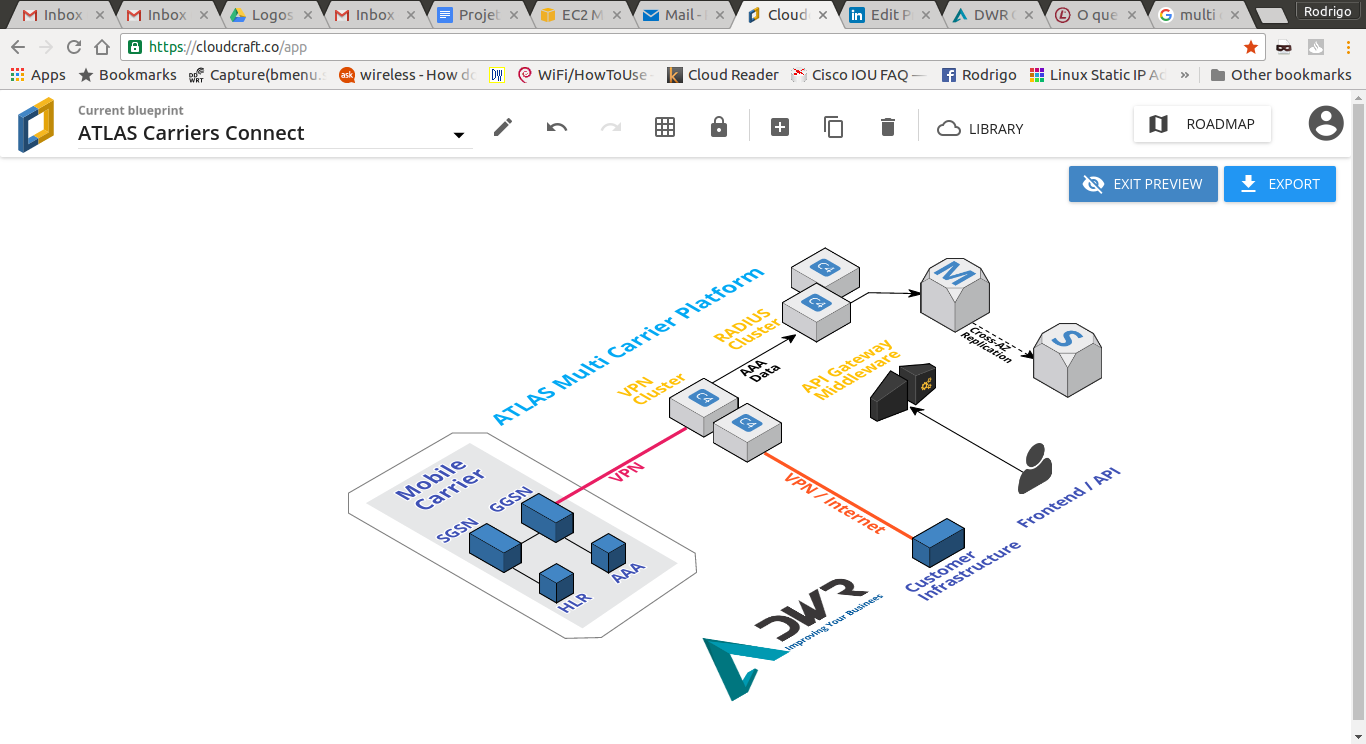 Rodrigo
Inbox
Inbox
Logos
Inbox
Projet
EC2 M
Mail -
Cloud
Edit P
DWR
O que
multi
https://cloudcraft.co/app
Apps
Bookmarks
Capture(bmenu.
wireless - How do
WiFi/HowToUse
Cloud Reader
Cisco IOU FAQ —
Rodrigo
Linux Static IP Ad
»
Other bookmarks
Current blueprint
ATLAS Carriers Connect
LIBRARY
ROADMAP
EXIT PREVIEW
EXPORT
ATLAS Multi Carrier Platform
C4
C4
M
S
RADIUS
Cluster
Cross-AZ
Replication
AAA
Data
API Gateway
Middleware
VPN
Cluster
C4
C4
VPN
VPN / Internet
Mobile
Carrier
GGSN
SGSN
AAA
HLR
Frontend / API
Customer
Infrastructure
DWR
Improving Your Businees